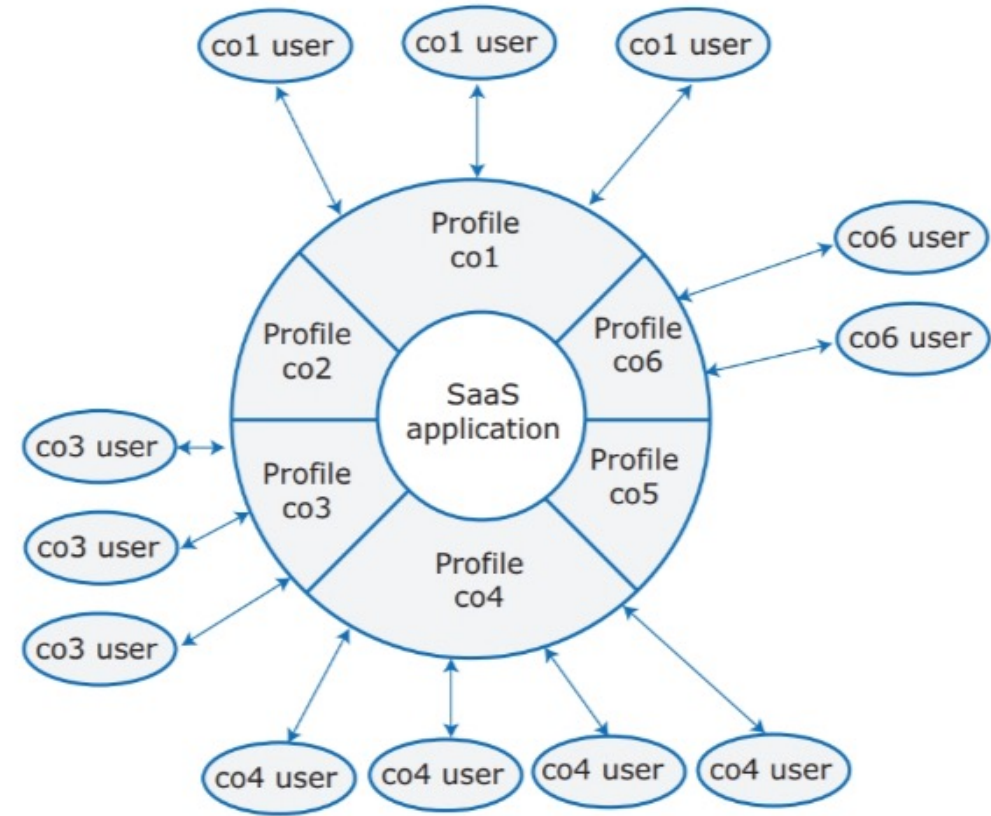 co1 user
co1 user
co1 user
Profile
co1
co6 user
Profile
co2
Profile
co6
co6 user
SaaS
application
co3 user
Profile
co3
Profile
co5
co3 user
Profile
co4
co3 user
co4 user
co4 user
co4 user
co4 user